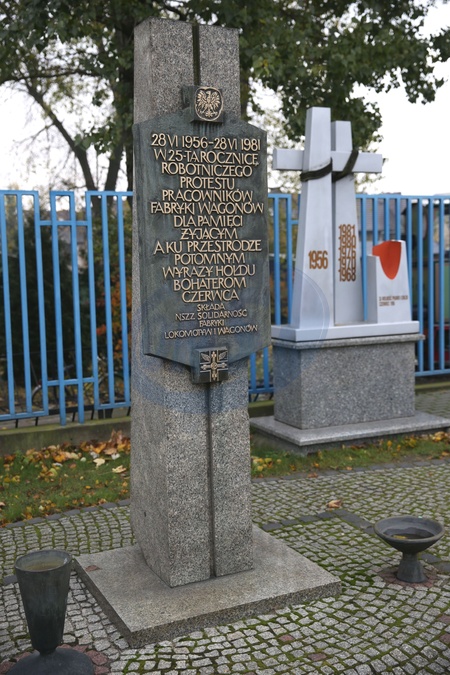 28 VI 1956-28 VI 1981
W 25-TĄ ROCZNICĘ
ROBOTNICZEGO
PROTESTU
PRACOWNIKÓW
FABRYKI WAGONÓW
DLA PAMIĘCI
ŻYJĄCYM
A KU PRZESTRODZE
POTOMNYM
WYRAZY HOŁDU
BOHATEROM
CZERWCA
SKŁADA
NSZZ SOLIDARNOŚĆ
FABRYKI
LOKOMOTYW I WAGONÓW
1956
1981
1980
1976
1970
1968